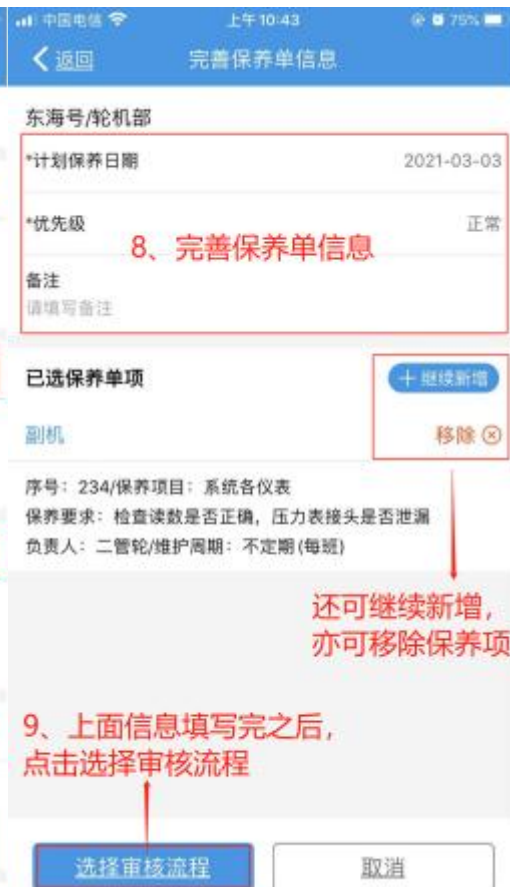 中国电信 上午10:43 75%
返回 完善保养单信息
东海号/轮机部
*计划保养日期 2021-03-03
*优先级 正常
8、完善保养单信息
备注
请填写备注
已选保养单项 + 继续新增
副机 移除
序号：234/保养项目：系统各仪表
保养要求：检查读数是否正确，压力表接头是否泄漏
负责人：二管轮/维护周期：不定期(每班)
还可继续新增，
亦可移除保养项
9、上面信息填写完之后，
点击选择审核流程
选择审核流程 取消